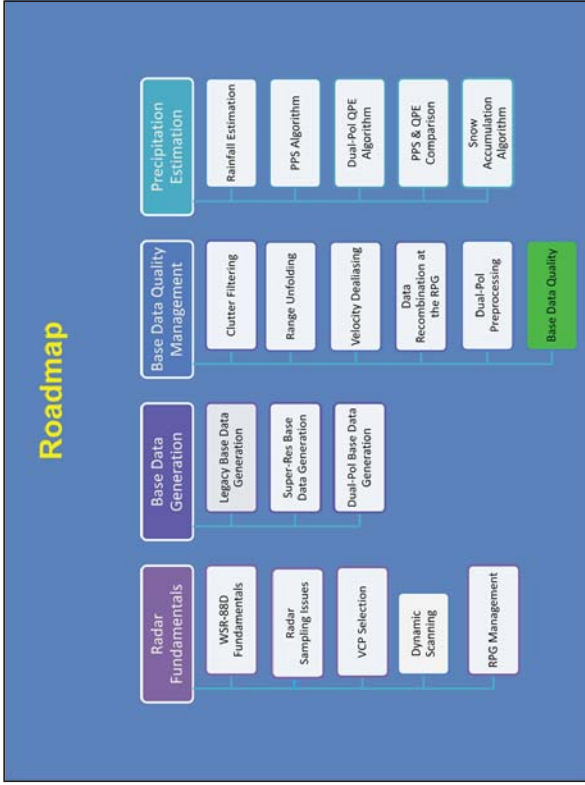 Roadmap
Radar
Fundamentals
WSR-88D
Fundamentals
Radar
Sampling Issues
VCP Selection
Dynamic
Scanning
RPG Management
Base Data
Generation
Legacy Base Data
Generation
Super-Res Base
Data Generation
Dual-Pol Base Data
Generation
Base Data Quality
Management
Clutter Filtering
Range Unfolding
Velocity Dealiasing
Data
Recombination at
the RPG
Dual-Pol
Preprocessing
Base Data Quality
Precipitation
Estimation
Rainfall Estimation
PPS Algorithm
Dual-Pol QPE
Algorithm
PPS & QPE
Comparison
Snow
Accumulation
Algorithm